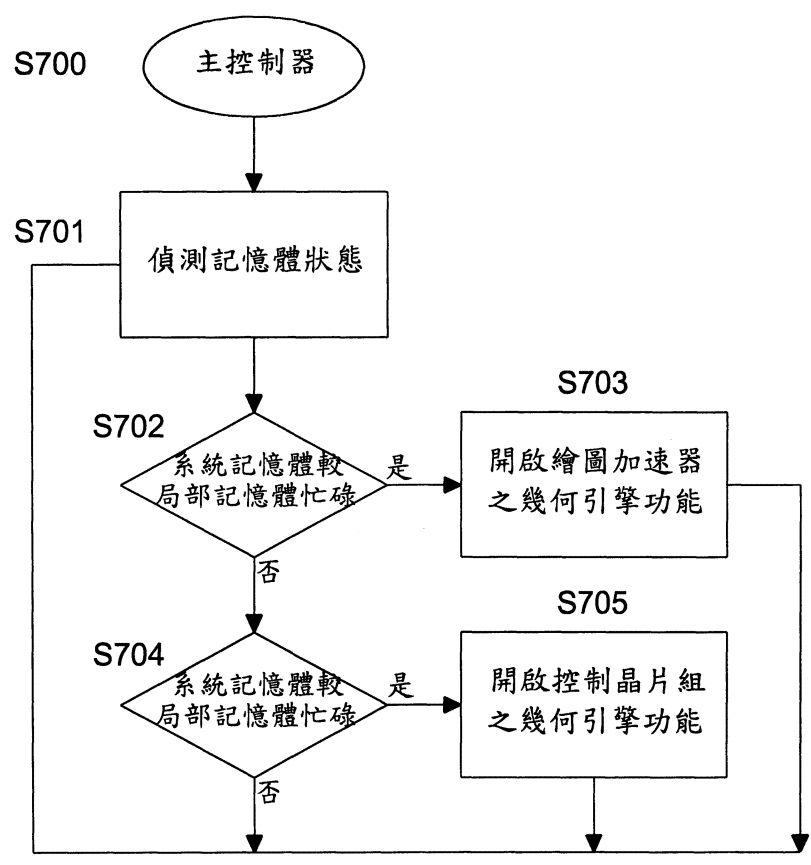 S700
主控制器
S701
偵測記憶體狀態
S703
S702
系統記憶體較
局部記憶體忙碌
是
開啟繪圖加速器
之幾何引擎功能
否
S705
S704
系統記憶體較
局部記憶體忙碌
是
開啟控制晶片組
之幾何引擎功能
否